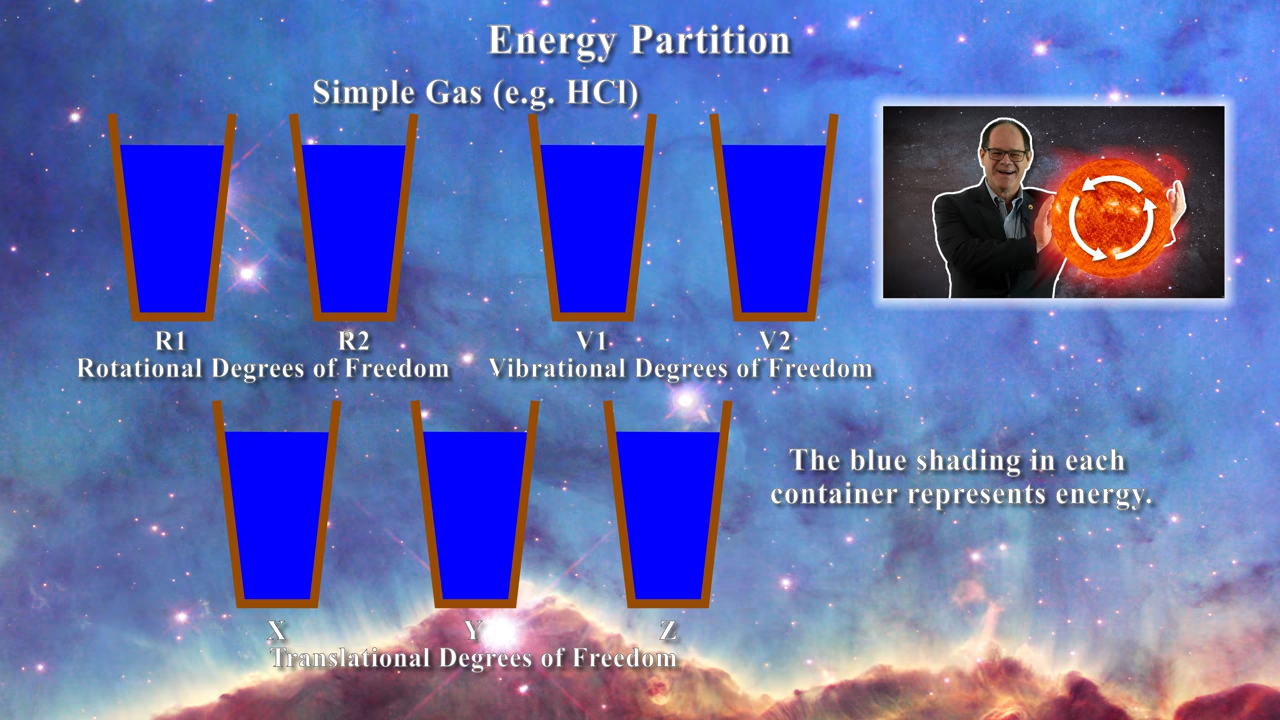 Energy Partition
Simple Gas (e.g. HCl)
R1
R2
V1
V2
Rotational Degrees of Freedom
Vibrational Degrees of Freedom
The blue shading in each
container represents energy.
X
Y
Z
Translational Degrees of Freedom